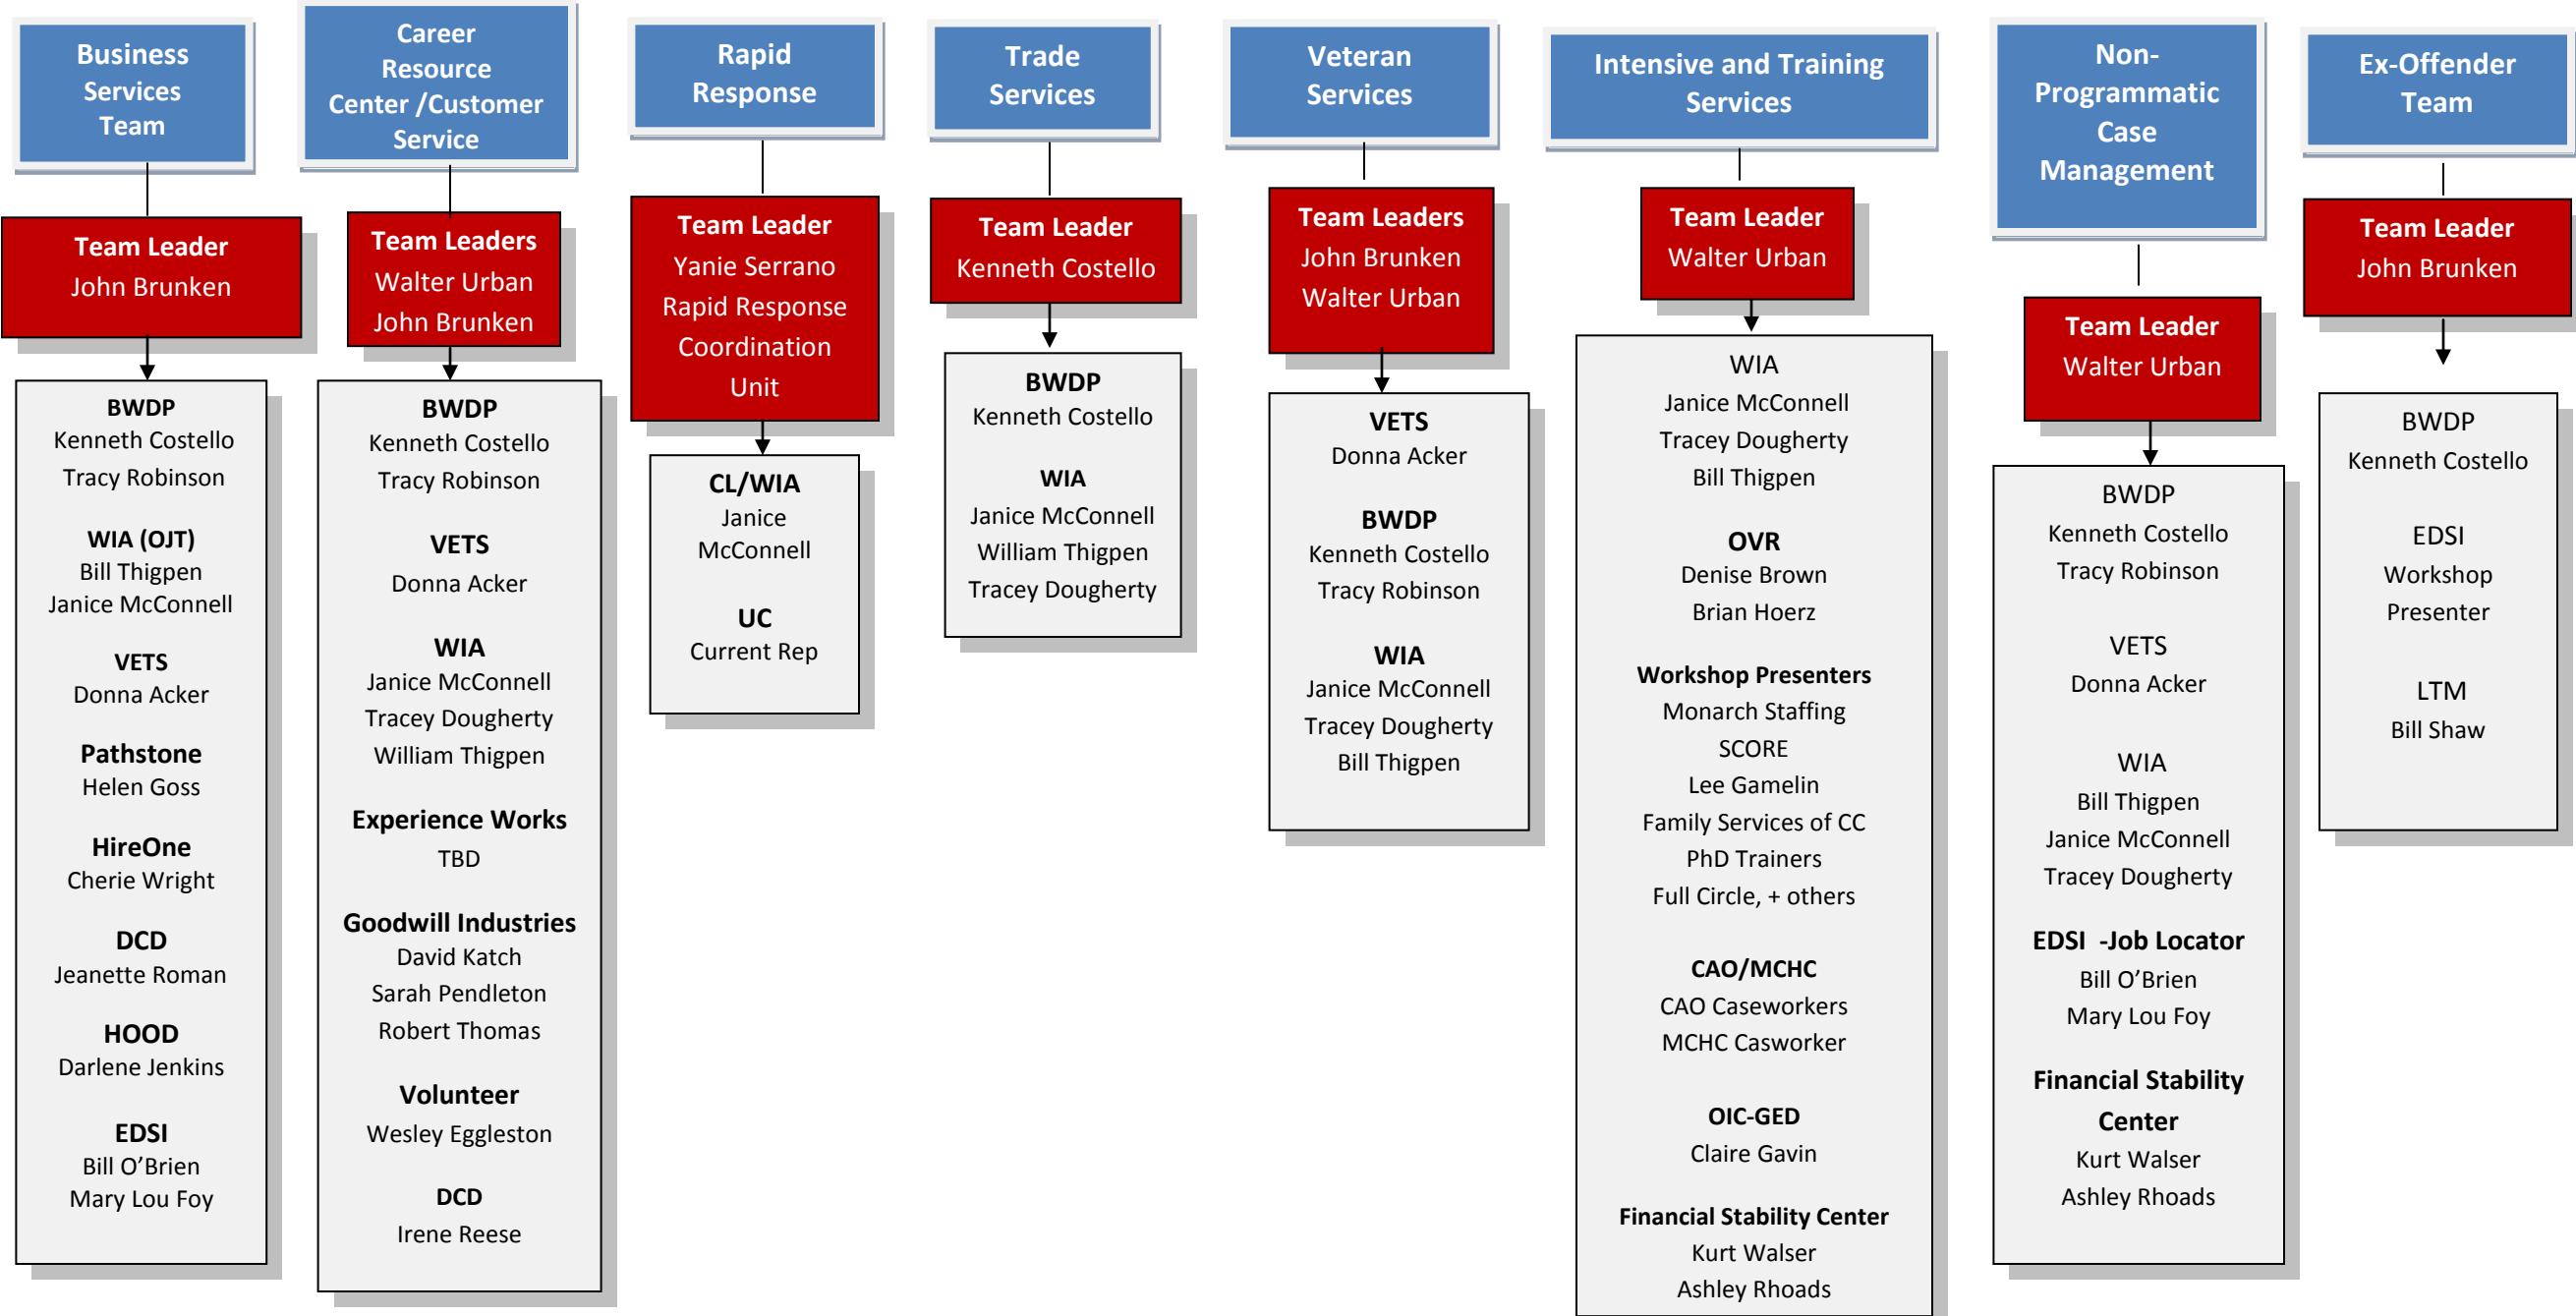 Business
Services
Team
Team Leader
John Brunken
BWDP
Kenneth Costello
Tracy Robinson
WIA (OJT)
Bill Thigpen
Janice McConnell
VETS
Donna Acker
Pathstone
Helen Goss
HireOne
Cherie Wright
DCD
Jeanette Roman
HOOD
Darlene Jenkins
EDSI
Bill O’Brien
Mary Lou Foy
Career
Resource
Center /Customer
Service
Team Leaders
Walter Urban
John Brunken
BWDP
Kenneth Costello
Tracy Robinson
VETS
Donna Acker
WIA
Janice McConnell
Tracey Dougherty
William Thigpen
Experience Works
TBD
Goodwill Industries
David Katch
Sarah Pendleton
Robert Thomas
Volunteer
Wesley Eggleston
DCD
Irene Reese
Rapid
Response
Team Leader
Yanie Serrano
Rapid Response
Coordination
Unit
CL/WIA
Janice
McConnell
UC
Current Rep
Trade
Services
Team Leader
Kenneth Costello
BWDP
Kenneth Costello
WIA
Janice McConnell
William Thigpen
Tracey Dougherty
Veteran
Services
Team Leaders
John Brunken
Walter Urban
VETS
Donna Acker
BWDP
Kenneth Costello
Tracy Robinson
WIA
Janice McConnell
Tracey Dougherty
Bill Thigpen
Intensive and Training
Services
Team Leader
Walter Urban
WIA
Janice McConnell
Tracey Dougherty
Bill Thigpen
OVR
Denise Brown
Brian Hoerz
Workshop Presenters
Monarch Staffing
SCORE
Lee Gamelin
Family Services of CC
PhD Trainers
Full Circle, + others
CAO/MCHC
CAO Caseworkers
MCHC Casworker
OIC-GED
Claire Gavin
Financial Stability Center
Kurt Walser
Ashley Rhoads
Non-
Programmatic
Case
Management
Team Leader
Walter Urban
BWDP
Kenneth Costello
Tracy Robinson
VETS
Donna Acker
WIA
Bill Thigpen
Janice McConnell
Tracey Dougherty
EDSI -Job Locator
Bill O’Brien
Mary Lou Foy
Financial Stability
Center
Kurt Walser
Ashley Rhoads
Ex-Offender
Team
Team Leader
John Brunken
BWDP
Kenneth Costello
EDSI
Workshop
Presenter
LTM
Bill Shaw